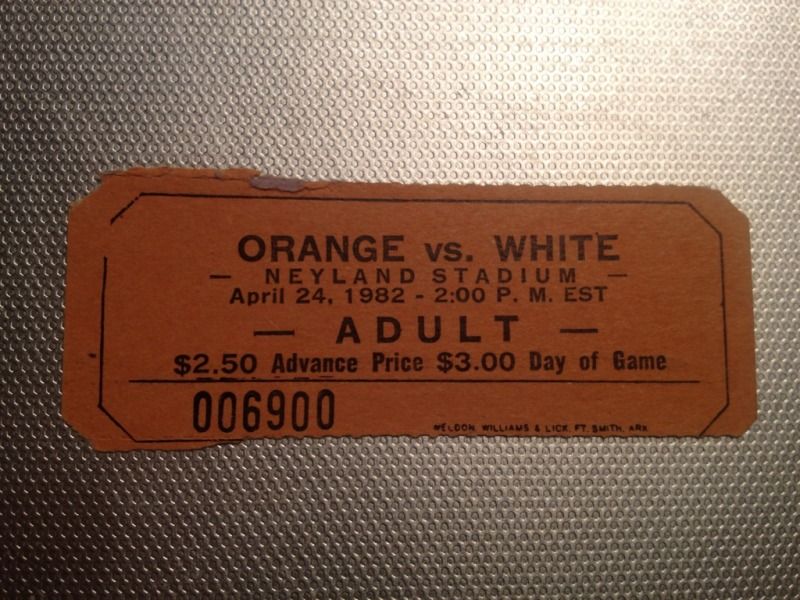 ORANGE vs. WHITE
— NEYLAND STADIUM —
April 24, 1982 - 2:00 P. M. EST
— ADULT —
$2.50 Advance Price $3.00 Day of Game
006900
WELDON, WILLIAMS & LICK, FT. SMITH, ARK